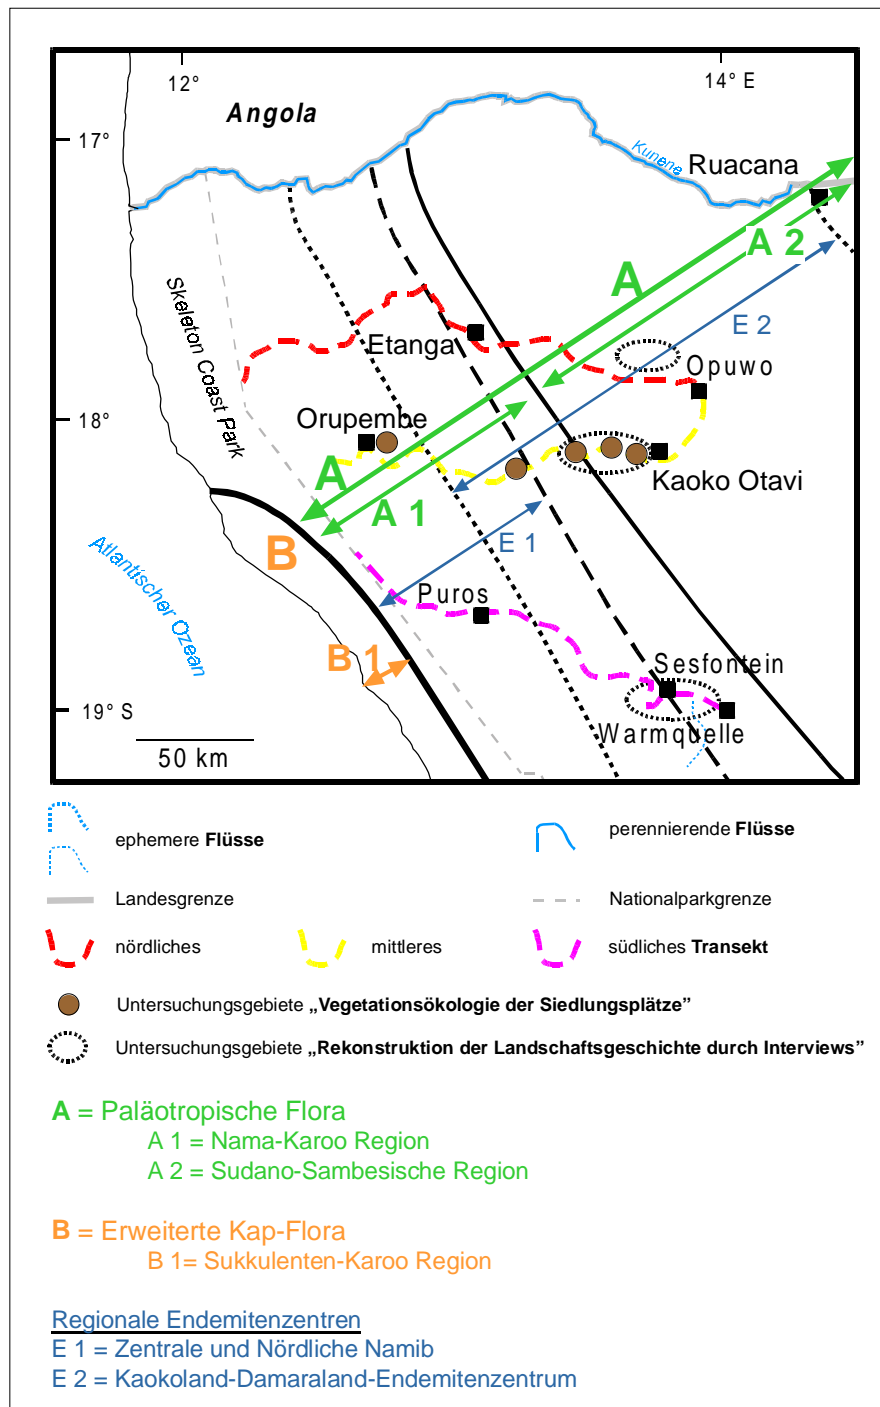 12°
14° E
Angola
17°
Kunene
Ruacana
A 2
A
Skeleton Coast Park
E 2
Etanga
Opuwo
18°
Orupembe
A
Kaoko Otavi
A 1
B
E 1
Atlantischer Ozean
Puros
B 1
Sesfontein
19° S
Warmquelle
50 km
ephemere Flüsse
perennierende Flüsse
Landesgrenze
Nationalparkgrenze
nördliches
mittleres
südliches Transekt
Untersuchungsgebiete „Vegetationsökologie der Siedlungsplätze”
Untersuchungsgebiete „Rekonstruktion der Landschaftsgeschichte durch Interviews”
A = Paläotropische Flora
A 1 = Nama-Karoo Region
A 2 = Sudano-Sambesische Region
B = Erweiterte Kap-Flora
B 1= Sukkulenten-Karoo Region
Regionale Endemitenzentren
E 1 = Zentrale und Nördliche Namib
E 2 = Kaokoland-Damaraland-Endemitenzentrum